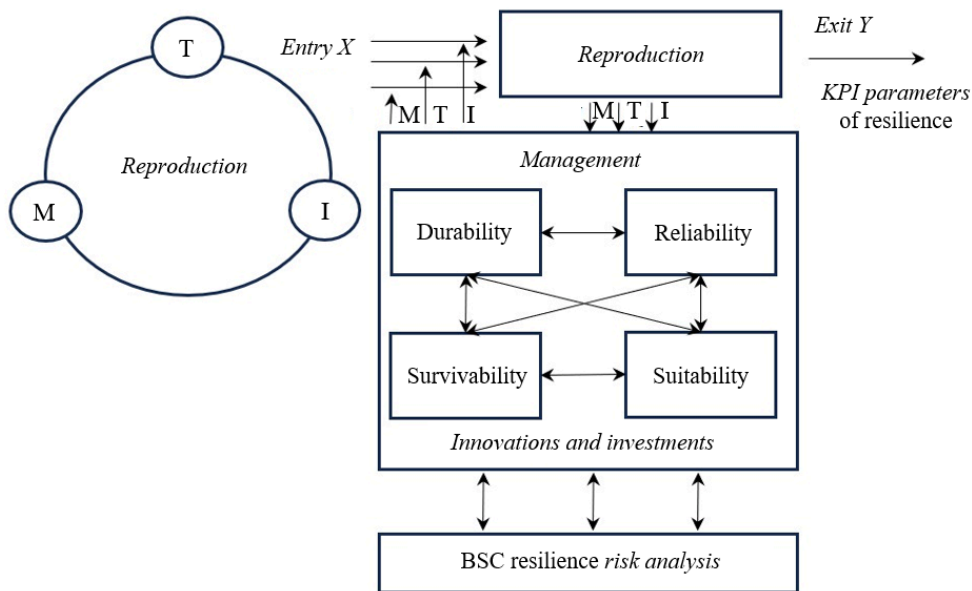 T
Reproduction
M
I
Entry X
M T I
Reproduction
M T I
Exit Y
KPI parameters
of resilience
Management
Durability
Reliability
Survivability
Suitability
Innovations and investments
BSC resilience risk analysis